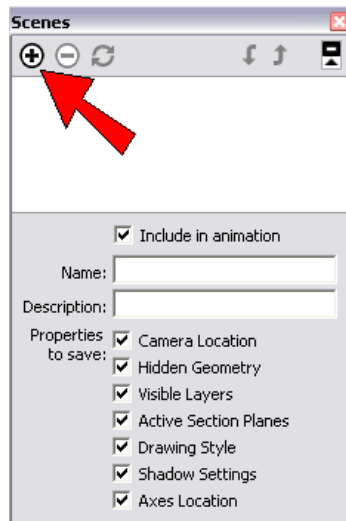 Scenes
Include in animation
Name:
Description:
Properties to save:
Camera Location
Hidden Geometry
Visible Layers
Active Section Planes
Drawing Style
Shadow Settings
Axes Location